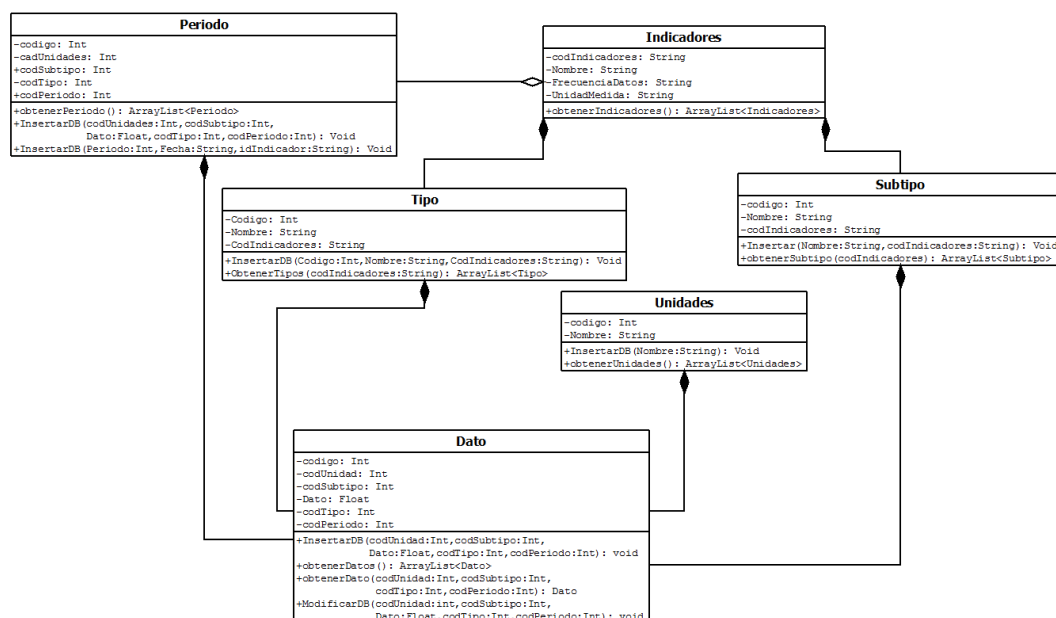 Periodo
-codigo: Int
-cadUnidades: Int
+codSubtipo: Int
-codTipo: Int
+codPeriodo: Int
+obtenerPeriodo(): ArrayList<Periodo>
+InsertarDB(codUnidades:Int,codSubtipo:Int,
Dato:Float,codTipo:Int,codPeriodo:Int): Void
+InsertarDB(Periodo:Int,Fecha:String,idIndicador:String): Void
Indicadores
-codIndicadores: String
-Nombre: String
-FrecuenciaDatos: String
-UnidadMedida: String
+obtenerIndicadores(): ArrayList<Indicadores>
Tipo
-Codigo: Int
-Nombre: String
-CodIndicadores: String
+InsertarDB(Codigo:Int,Nombre:String,CodIndicadores:String): Void
+ObtenerTipos(codIndicadores:String): ArrayList<Tipo>
Subtipo
-codigo: Int
-Nombre: String
-codIndicadores: String
+Insertar(Nombre:String,codIndicadores:String): Void
+obtenerSubtipo(codIndicadores): ArrayList<Subtipo>
Unidades
-codigo: Int
-Nombre: String
+InsertarDB(Nombre:String): Void
+obtenerUnidades(): ArrayList<Unidades>
Dato
-codigo: Int
-codUnidad: Int
-codSubtipo: Int
-Dato: Float
-codTipo: Int
-codPeriodo: Int
+InsertarDB(codUnidad:Int,codSubtipo:Int,
Dato:Float,codTipo:Int,codPeriodo:Int): void
+obtenerDatos(): ArrayList<Dato>
+obtenerDato(codUnidad:Int,codSubtipo:Int,
codTipo:Int,codPeriodo:Int): Dato
+ModificarDB(codUnidad:int,codSubtipo:Int,
Dato:Float,codTipo:Int,codPeriodo:Int): void